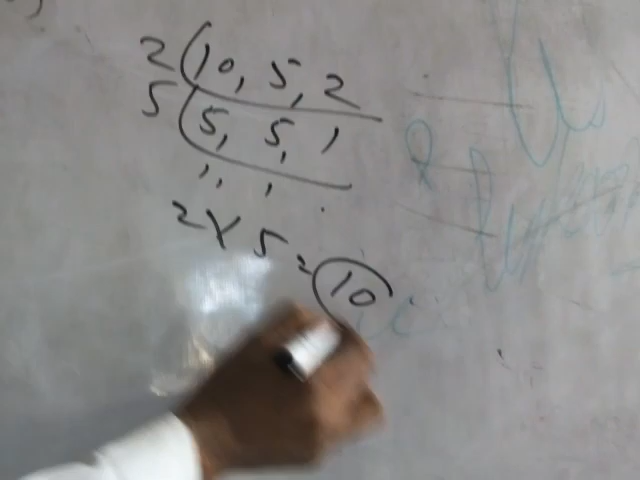 2 ( 10, 5, 2
5 ( 5, 5, 1
1, 1, 1
2 X 5 = 10